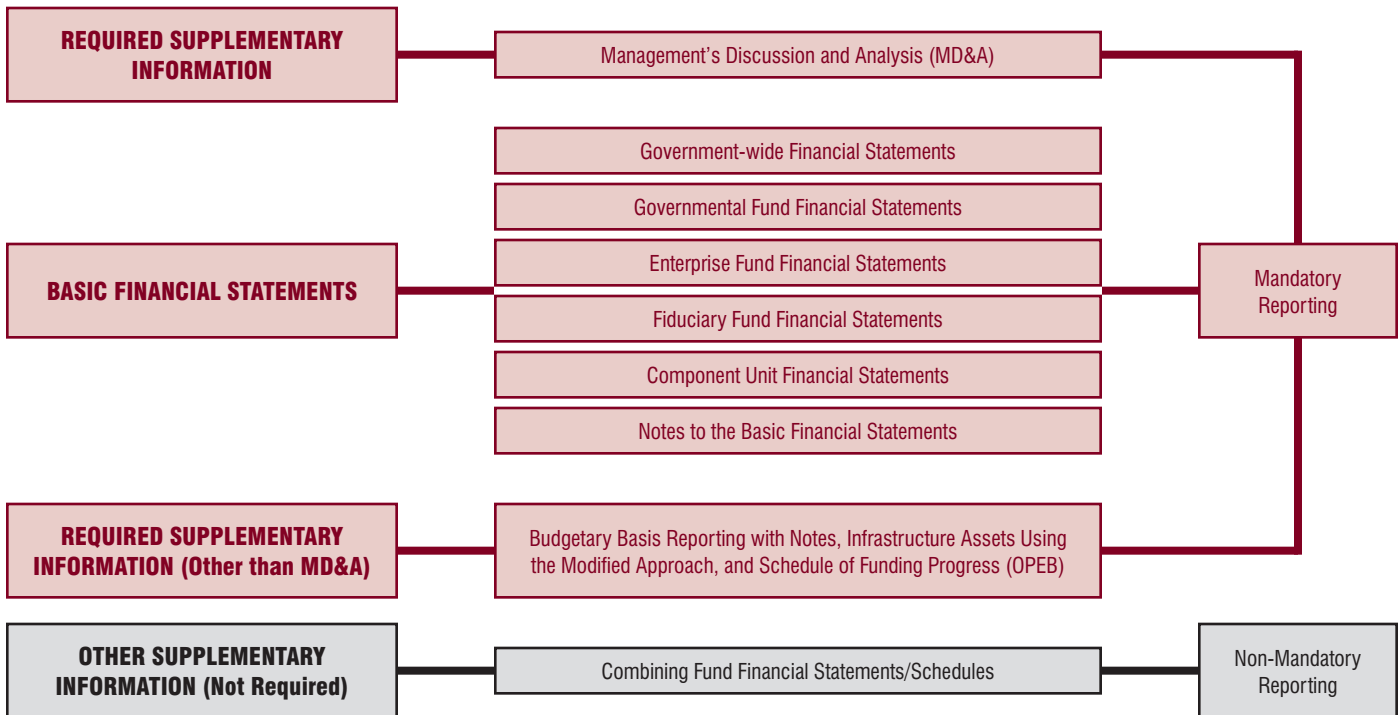 REQUIRED SUPPLEMENTARY
INFORMATION
Management’s Discussion and Analysis (MD&A)
Government-wide Financial Statements
Governmental Fund Financial Statements
Enterprise Fund Financial Statements
BASIC FINANCIAL STATEMENTS
Mandatory
Reporting
Fiduciary Fund Financial Statements
Component Unit Financial Statements
Notes to the Basic Financial Statements
REQUIRED SUPPLEMENTARY
INFORMATION (Other than MD&A)
Budgetary Basis Reporting with Notes, Infrastructure Assets Using
the Modified Approach, and Schedule of Funding Progress (OPEB)
OTHER SUPPLEMENTARY
INFORMATION (Not Required)
Combining Fund Financial Statements/Schedules
Non-Mandatory
Reporting